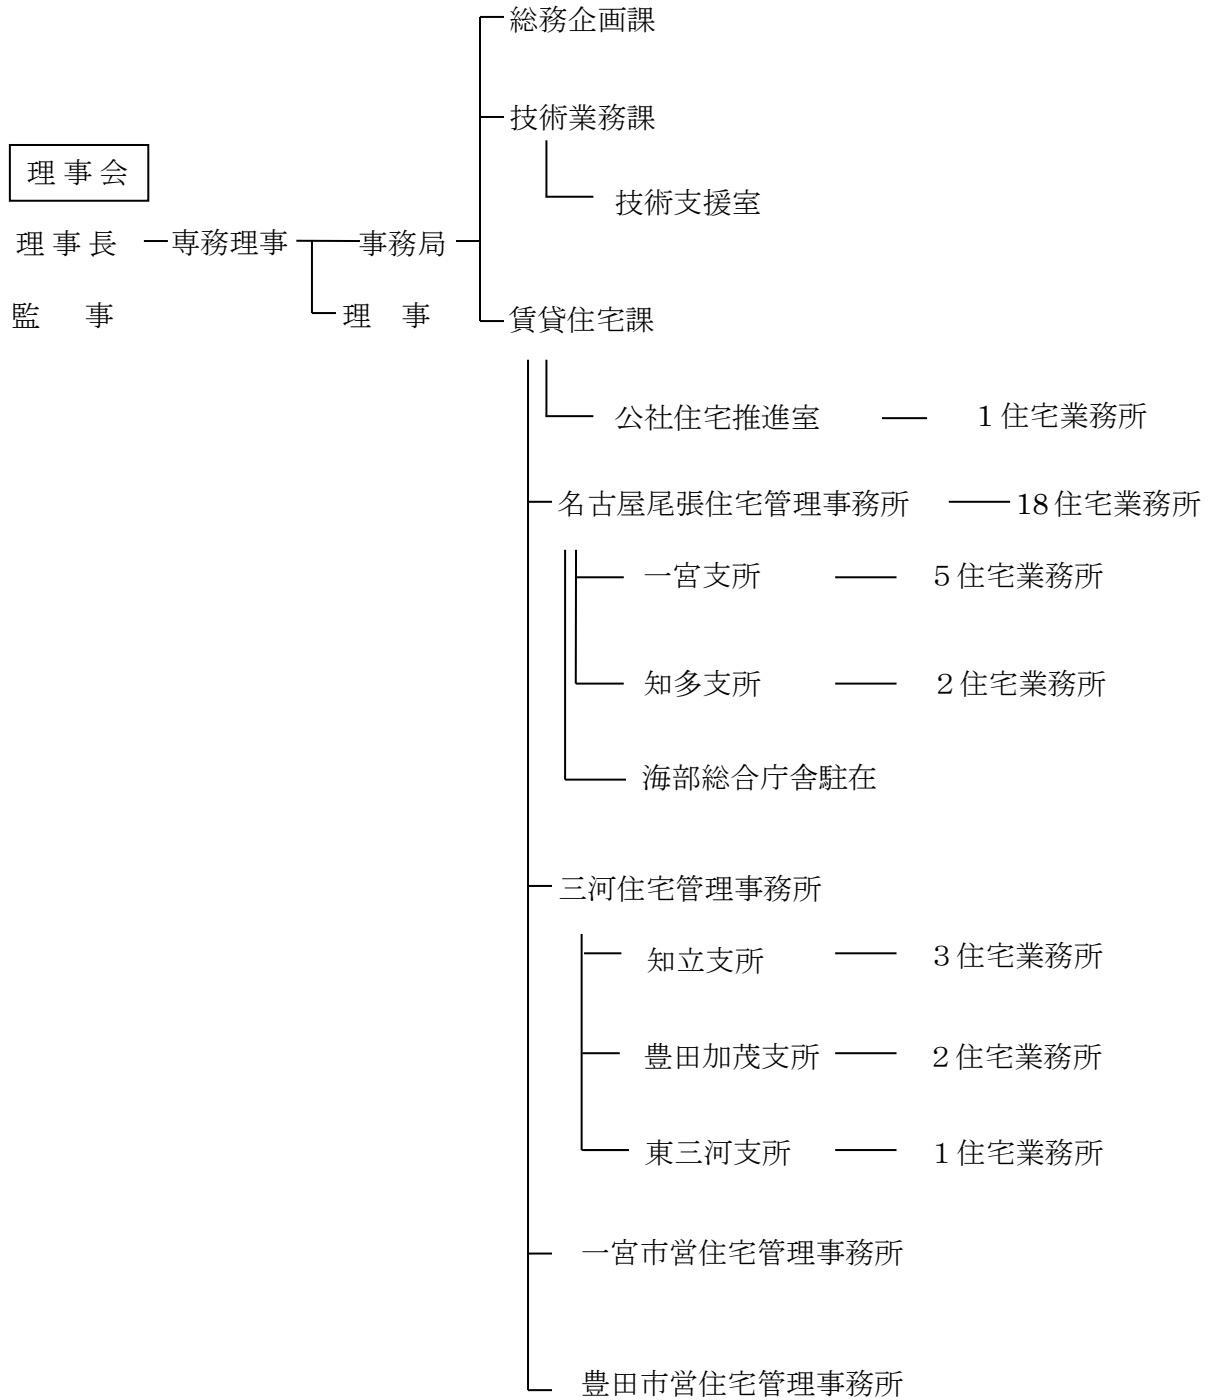 総務企画課
技術業務課
理事会
技術支援室
理事長 専務理事 事務局
監　事 理　事 賃貸住宅課
公社住宅推進室 1住宅業務所
名古屋尾張住宅管理事務所 18住宅業務所
一宮支所 5住宅業務所
知多支所 2住宅業務所
海部総合庁舎駐在
三河住宅管理事務所
知立支所 3住宅業務所
豊田加茂支所 2住宅業務所
東三河支所 1住宅業務所
一宮市営住宅管理事務所
豊田市営住宅管理事務所